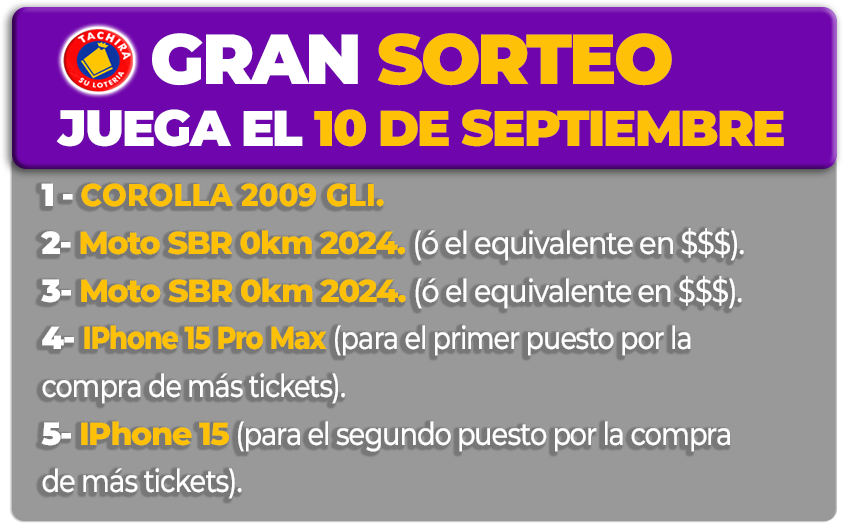 TACHIRA
SU LOTERIA
GRAN SORTEO
JUEGA EL 10 DE SEPTIEMBRE
1 - COROLLA 2009 GLI.
2- Moto SBR 0km 2024. (ó el equivalente en $$$).
3- Moto SBR 0km 2024. (ó el equivalente en $$$).
4- IPhone 15 Pro Max (para el primer puesto por la
compra de más tickets).
5- IPhone 15 (para el segundo puesto por la compra
de más tickets).